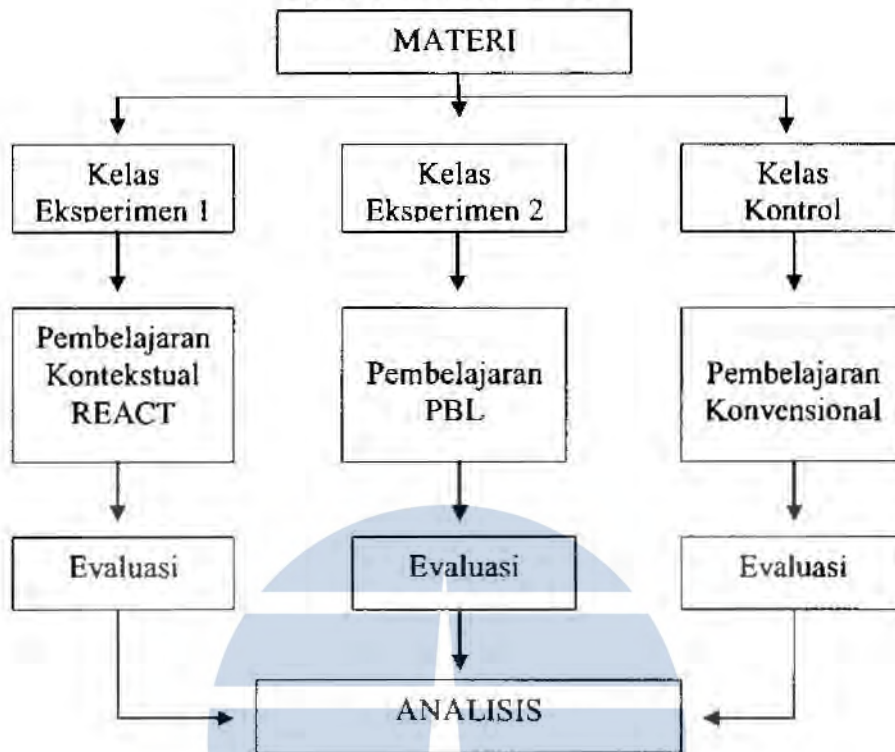 MATERI
Kelas
Eksperimen 1
Kelas
Eksperimen 2
Kelas
Kontrol
Pembelajaran
Kontekstual
REACT
Pembelajaran
PBL
Pembelajaran
Konvensional
Evaluasi
Evaluasi
Evaluasi
ANALISIS